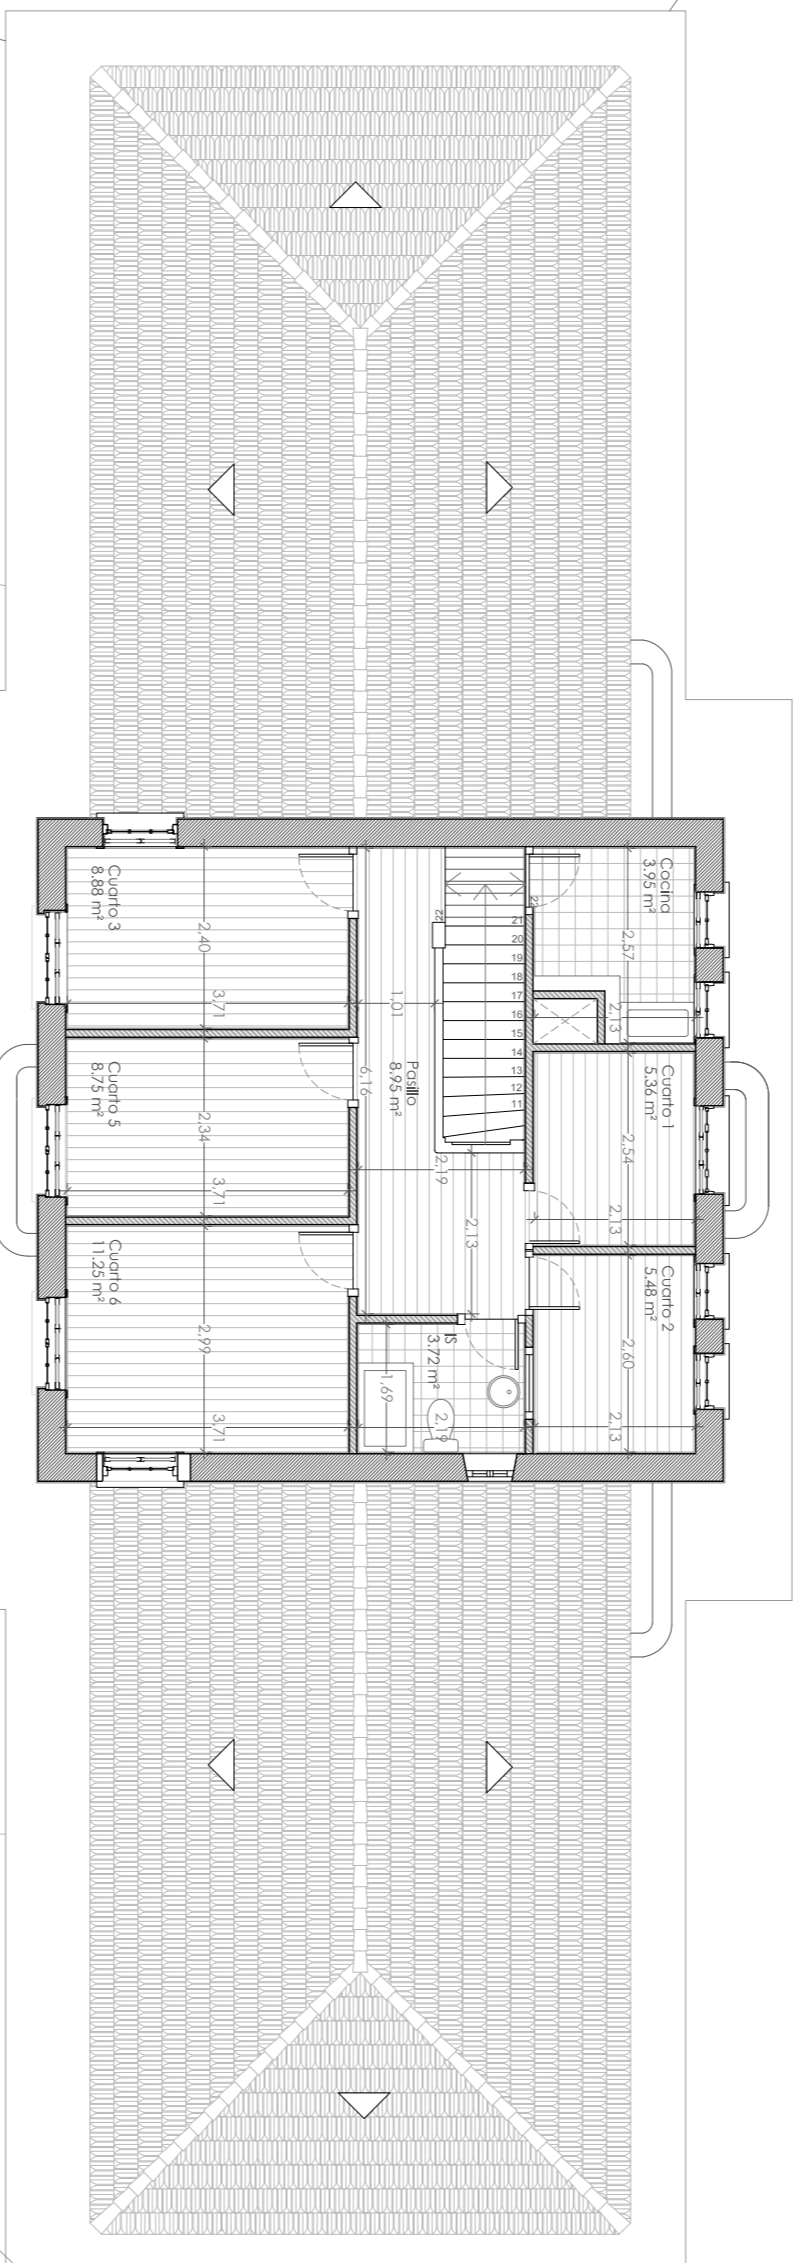 Cocina
3.95 m²
2,57
2,13
Cuarto 1
5.36 m²
2,54
2,13
Cuarto 2
5.48 m²
2,60
2,13
22
21
20
19
18
17
16
15
14
13
12
11
22
Pasillo
8.95 m²
1,01
6,16
2,19
2,13
IS
3.72 m²
1,69
2,19
Cuarto 3
8.88 m²
2,40
3,71
Cuarto 5
8.75 m²
2,34
3,71
Cuarto 6
11.25 m²
2,99
3,71